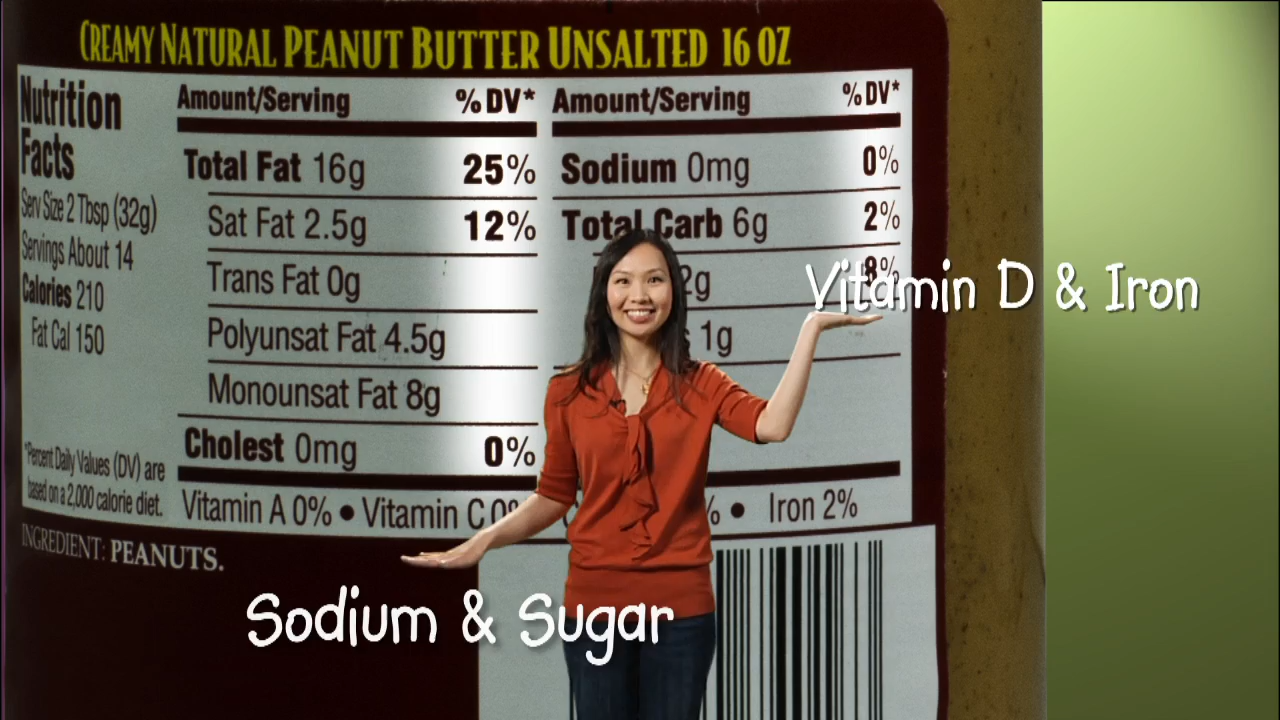 CREAMY NATURAL PEANUT BUTTER UNSALTED 16 OZ
Nutrition
Facts
Serv Size 2 Tbsp (32g)
Servings About 14
Calories 210
Fat Cal 150
*Percent Daily Values (DV) are
based on a 2,000 calorie diet.
Amount/Serving %DV*
Total Fat 16g 25%
Sat Fat 2.5g 12%
Trans Fat 0g
Polyunsat Fat 4.5g
Monounsat Fat 8g
Cholest 0mg 0%
Amount/Serving %DV*
Sodium 0mg 0%
Total Carb 6g 2%
2g 8%
1g
Vitamin A 0% • Vitamin C 0% • Iron 2%
INGREDIENT: PEANUTS.
Vitamin D & Iron
Sodium & Sugar